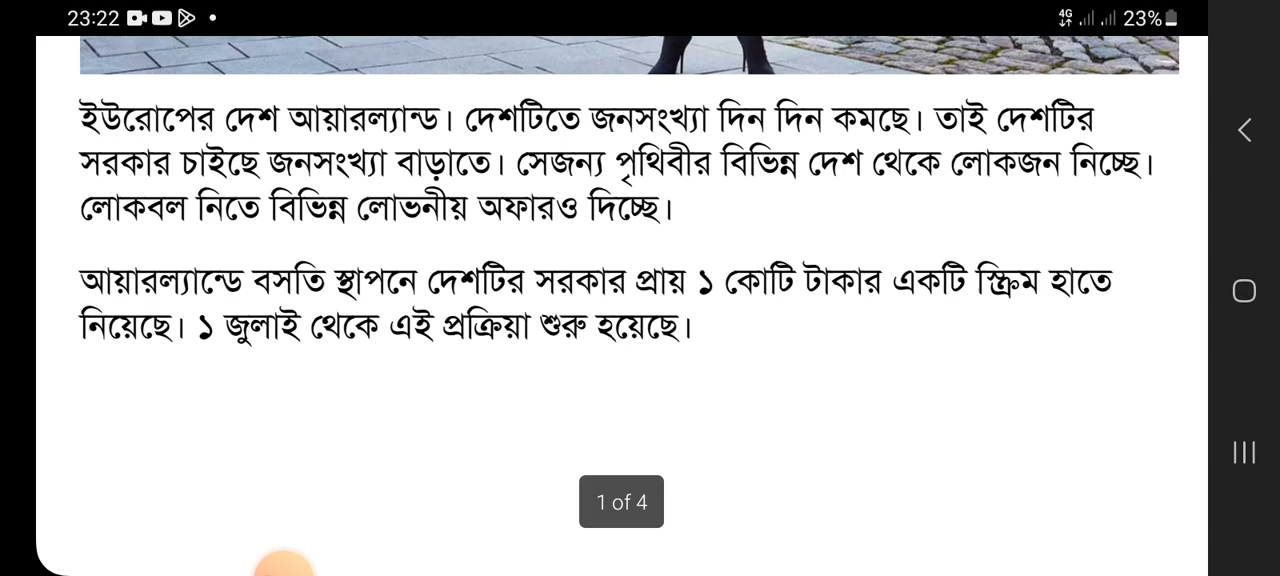 23:22
4G 23%
ইউরোপের দেশ আয়ারল্যান্ড। দেশটিতে জনসংখ্যা দিন দিন কমছে। তাই দেশটির
সরকার চাইছে জনসংখ্যা বাড়াতে। সেজন্য পৃথিবীর বিভিন্ন দেশ থেকে লোকজন নিচ্ছে।
লোকবল নিতে বিভিন্ন লোভনীয় অফারও দিচ্ছে।
আয়ারল্যান্ডে বসতি স্থাপনে দেশটির সরকার প্রায় ১ কোটি টাকার একটি স্ক্রিম হাতে
নিয়েছে। ১ জুলাই থেকে এই প্রক্রিয়া শুরু হয়েছে।
1 of 4